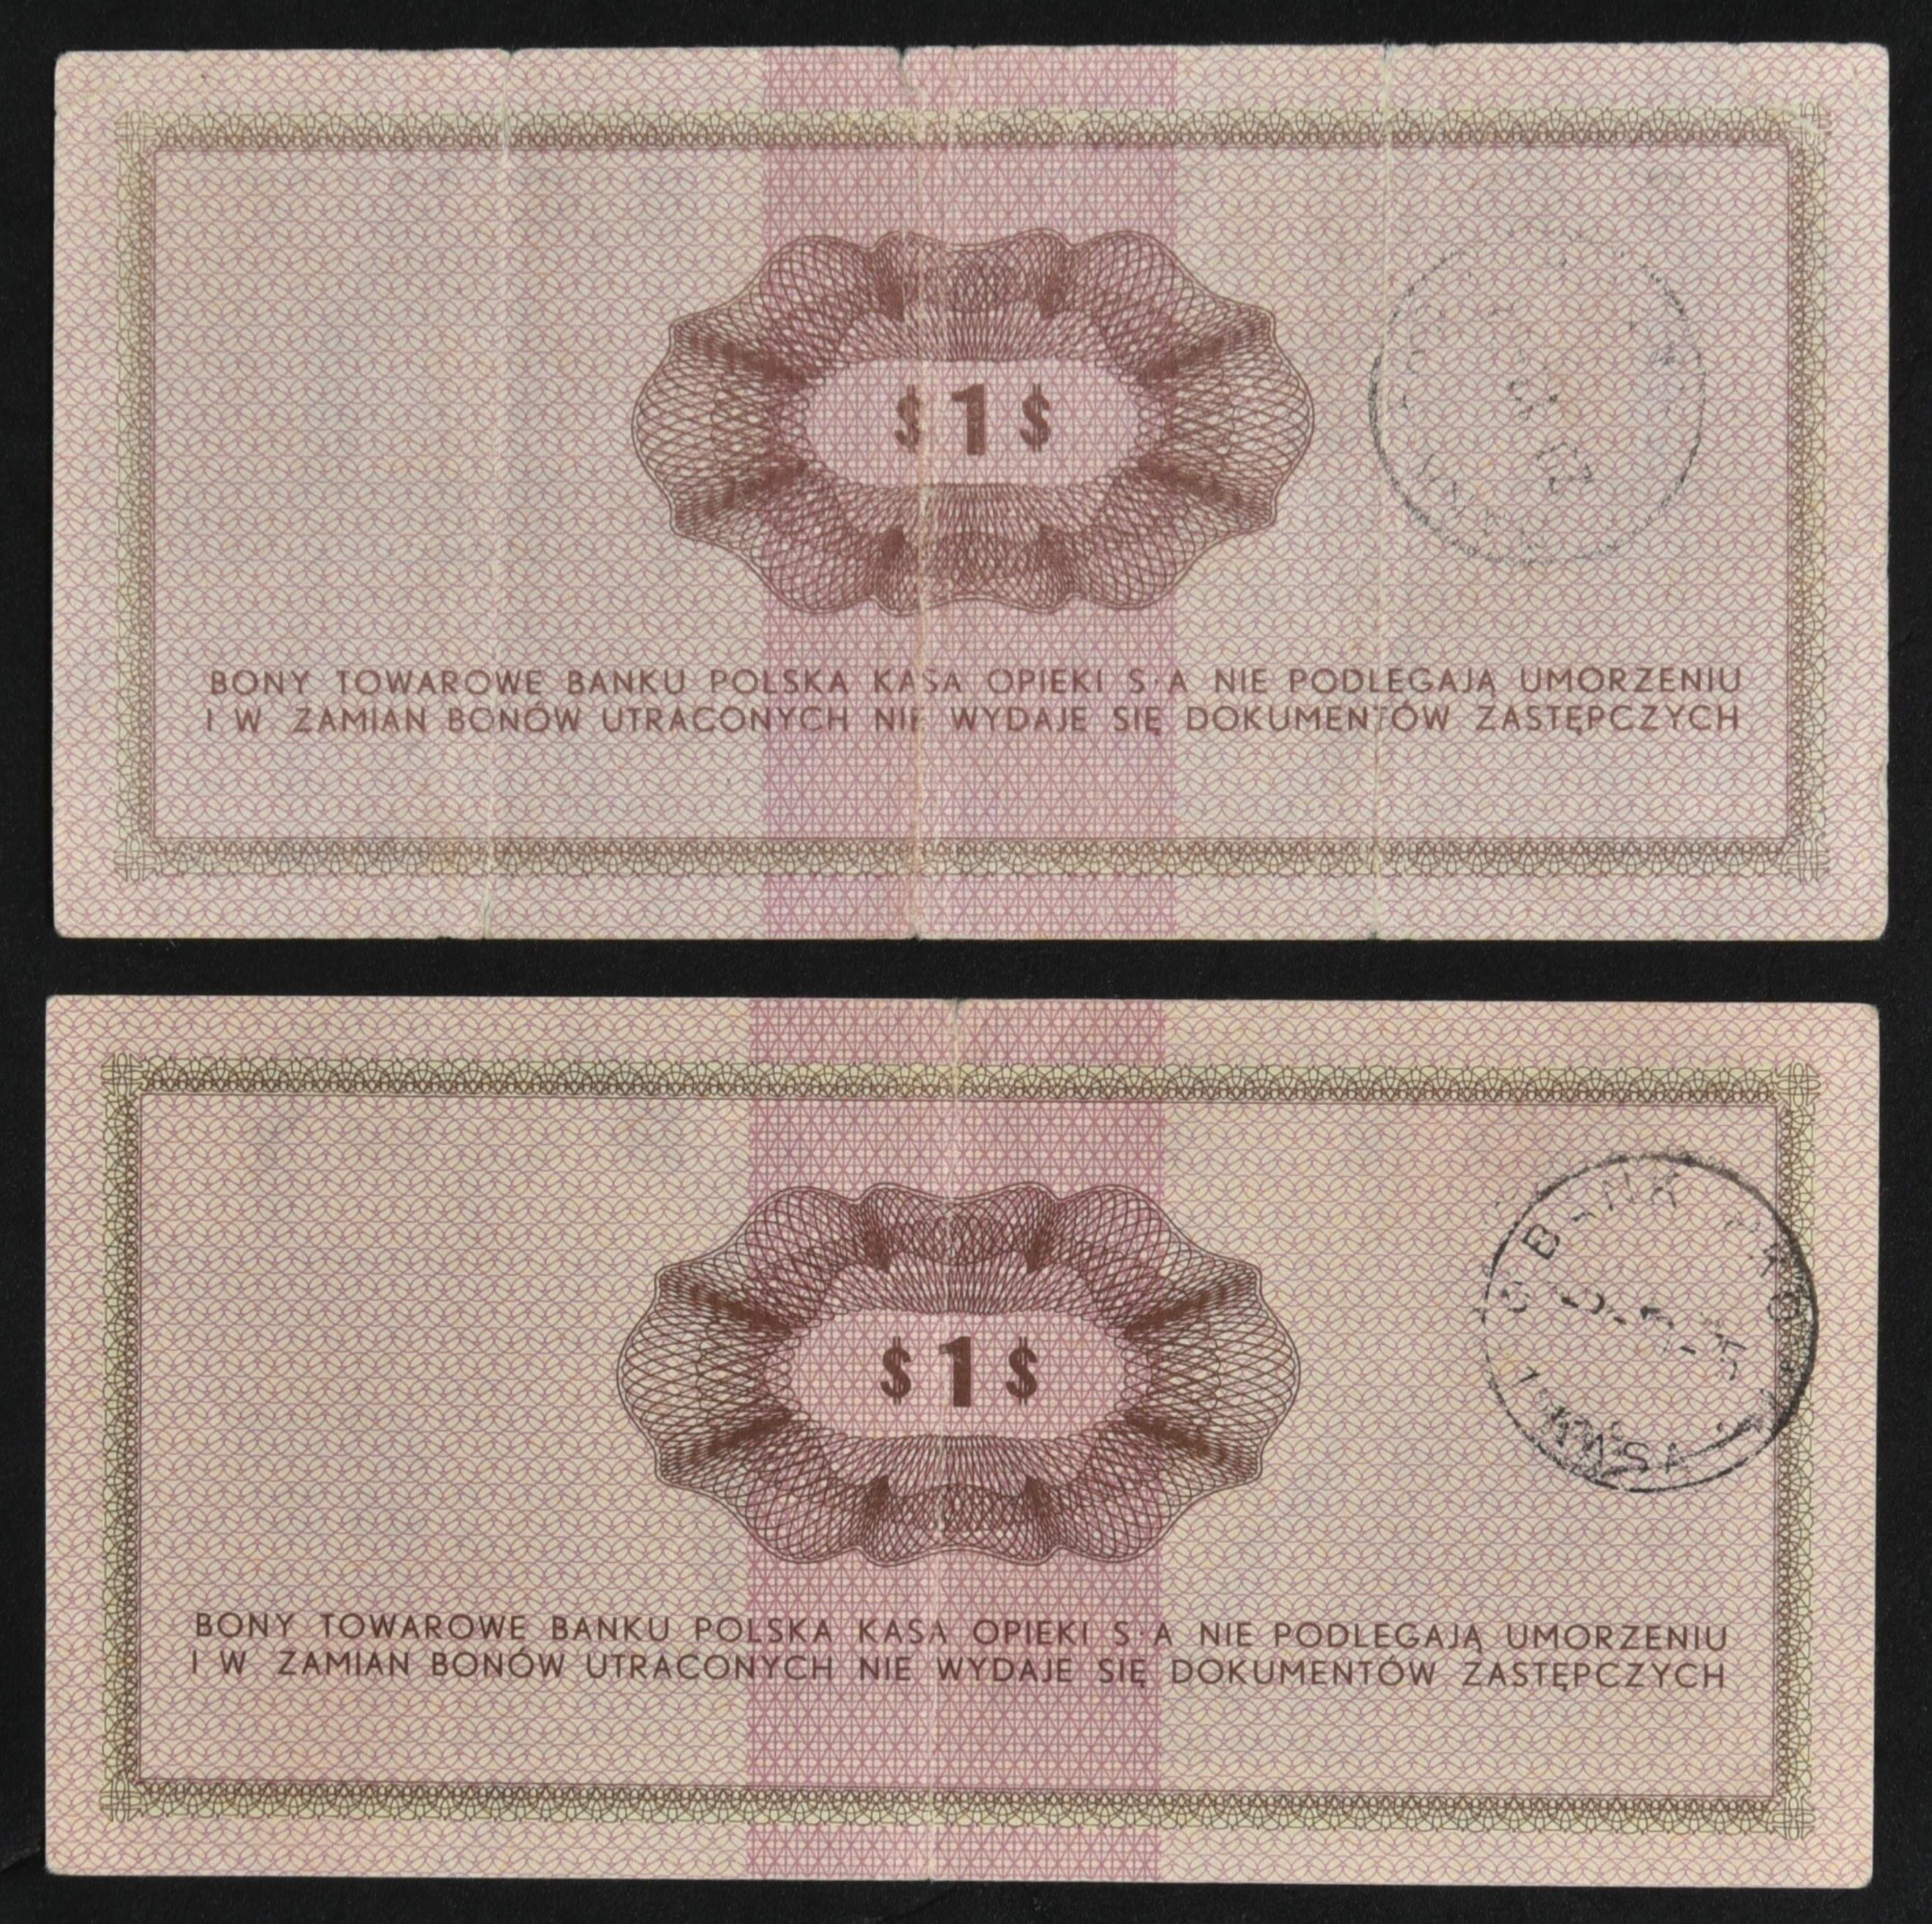 $ 1 $
BONY TOWAROWE BANKU POLSKA KASA OPIEKI S·A NIE PODLEGAJĄ UMORZENIU
I W ZAMIAN BONÓW UTRACONYCH NIE WYDAJE SIĘ DOKUMENTÓW ZASTĘPCZYCH
BANK
$ 1 $
BONY TOWAROWE BANKU POLSKA KASA OPIEKI S·A NIE PODLEGAJĄ UMORZENIU
I W ZAMIAN BONÓW UTRACONYCH NIE WYDAJE SIĘ DOKUMENTÓW ZASTĘPCZYCH